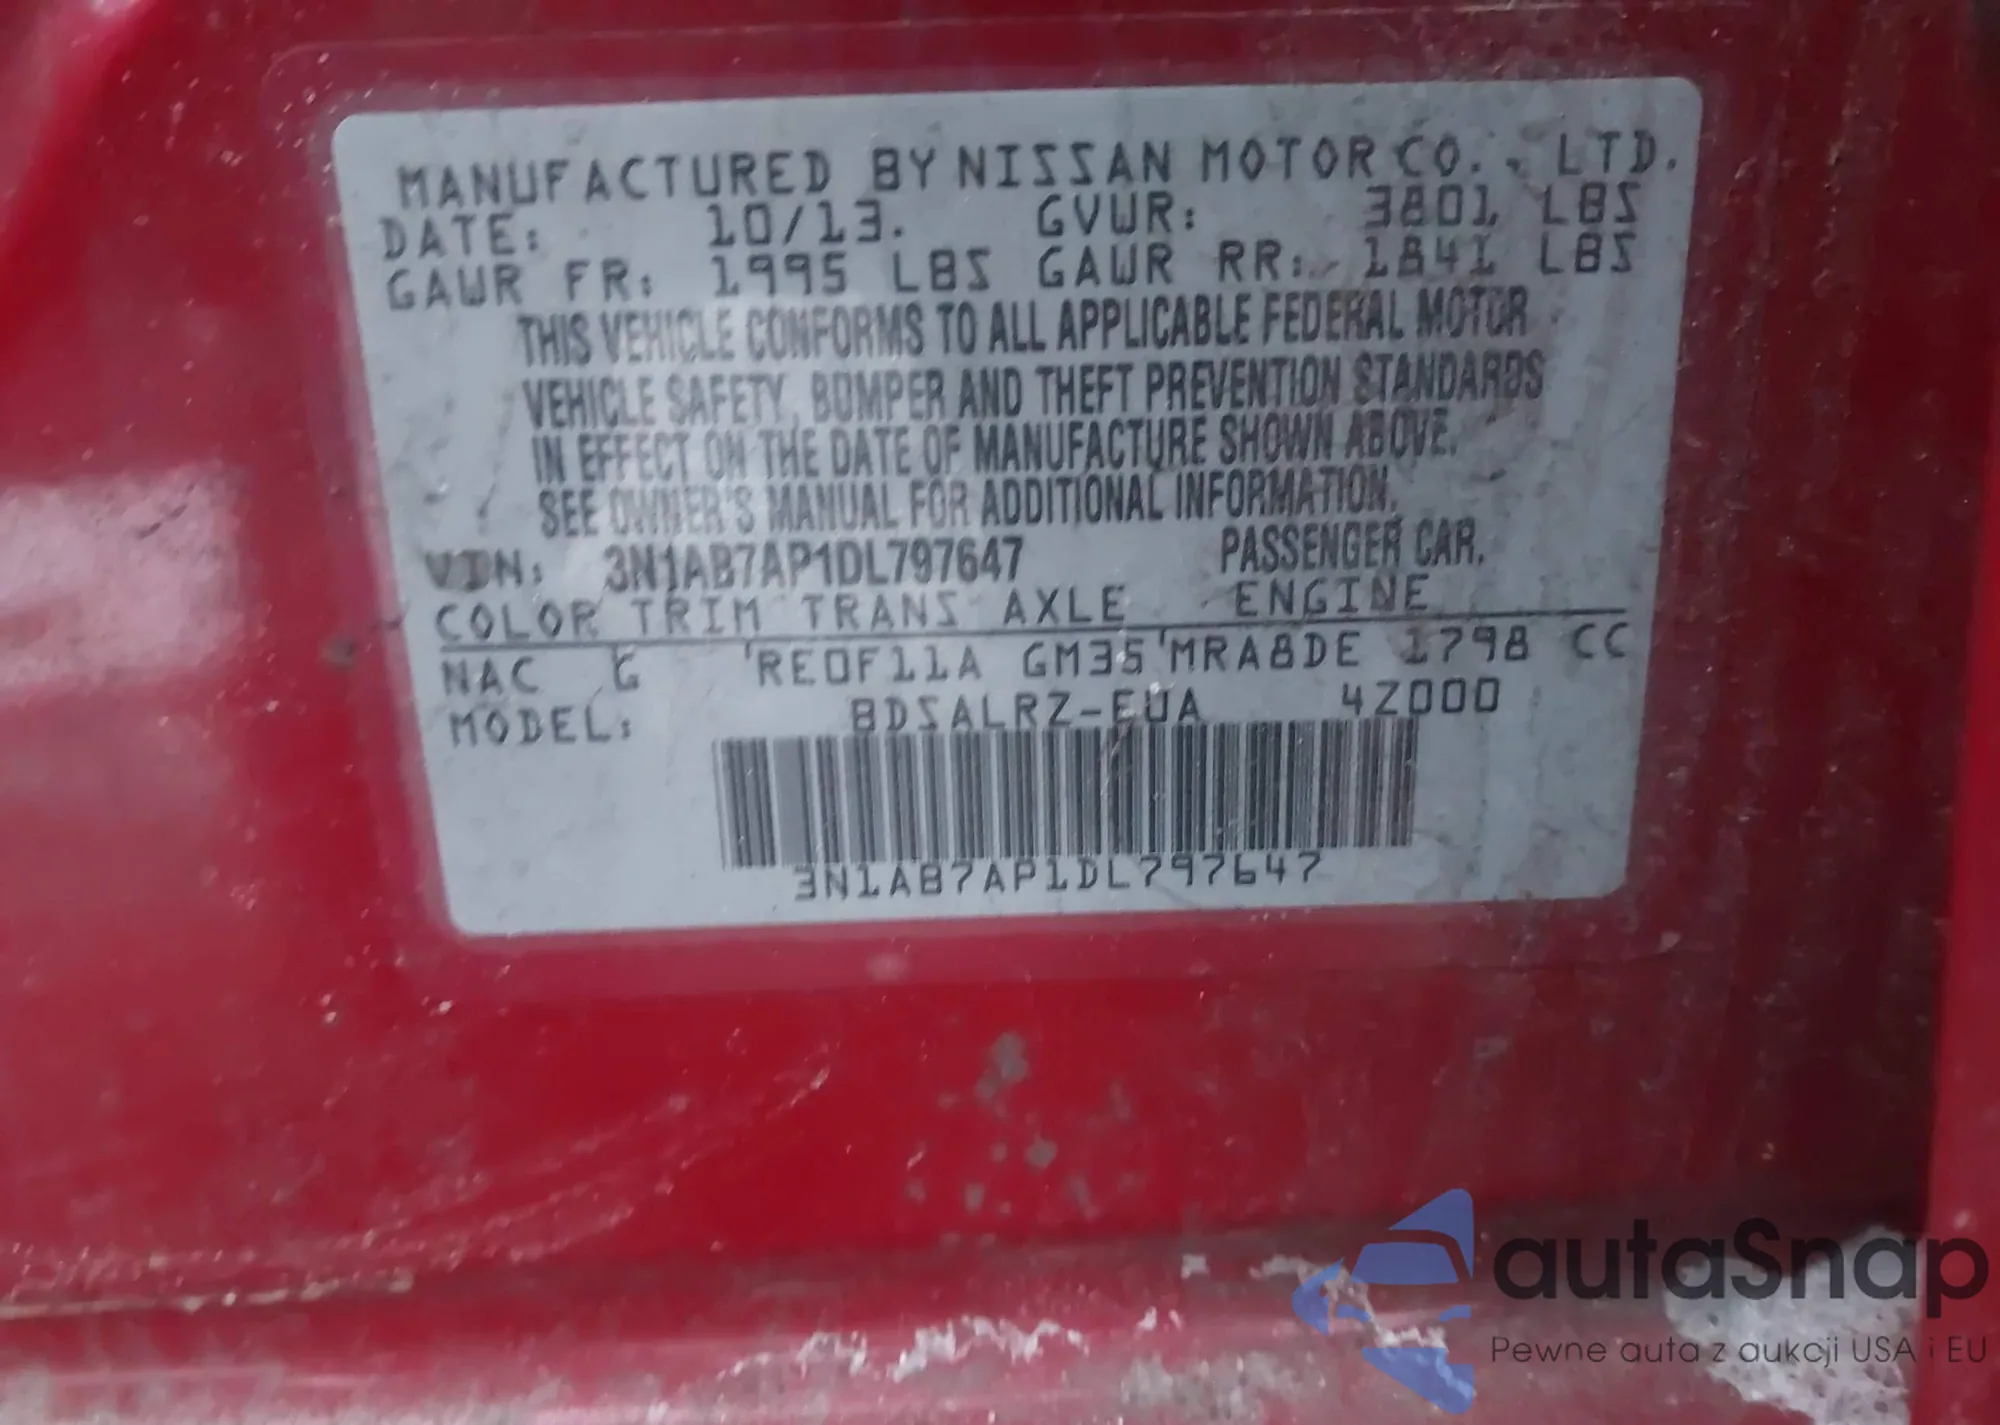 MANUFACTURED BY NISSAN MOTOR CO., LTD.
DATE: 10/13. GVWR: 3801 LBS
GAWR FR: 1995 LBS GAWR RR: 1841 LBS
THIS VEHICLE CONFORMS TO ALL APPLICABLE FEDERAL MOTOR
VEHICLE SAFETY, BUMPER AND THEFT PREVENTION STANDARDS
IN EFFECT ON THE DATE OF MANUFACTURE SHOWN ABOVE.
SEE OWNER'S MANUAL FOR ADDITIONAL INFORMATION.
VIN: 3N1AB7AP1DL797647 PASSENGER CAR.
COLOR TRIM TRANS AXLE ENGINE
NAC G RE0F11A GM35 MRA8DE 1798 CC
MODEL: BDSALRZ-EUA 4Z000
3N1AB7AP1DL797647
autaSnap
Pewne auta z aukcji USA i EU